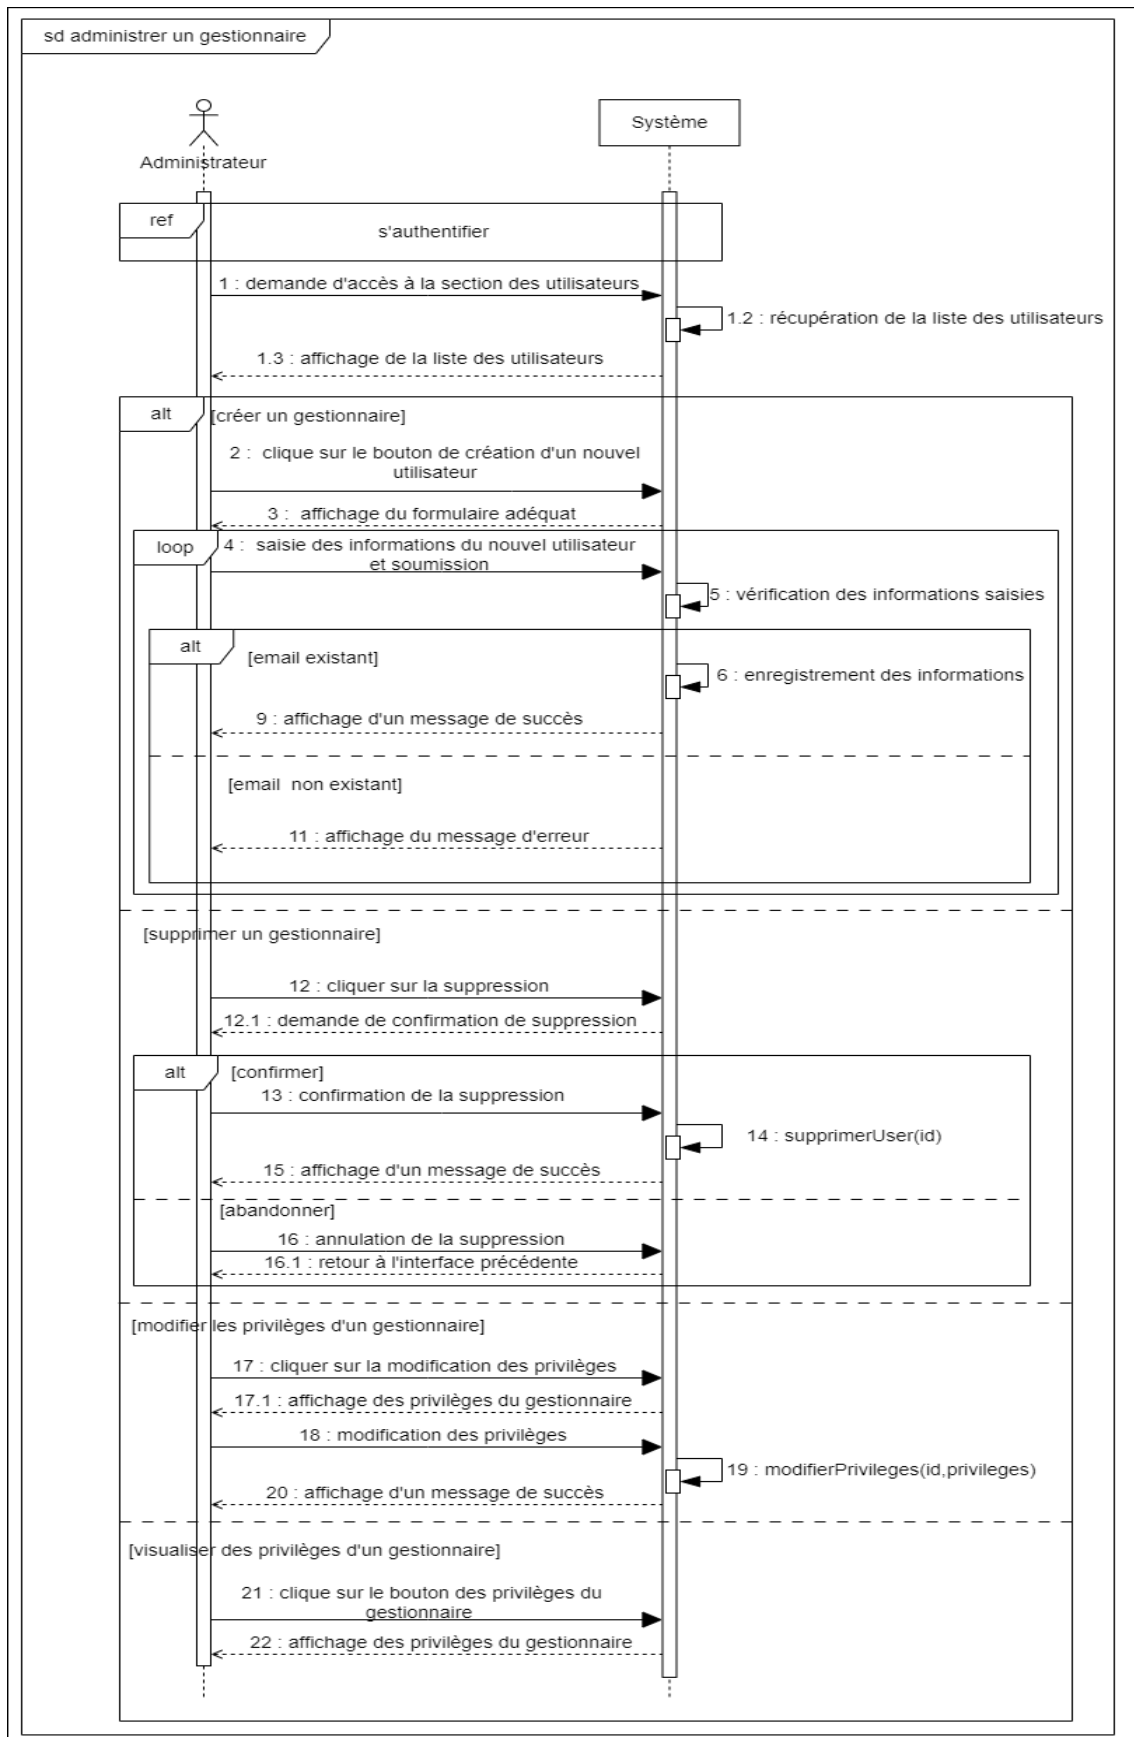 sd administrer un gestionnaire
Système
Administrateur
ref
s'authentifier
1 : demande d'accès à la section des utilisateurs
1.2 : récupération de la liste des utilisateurs
1.3 : affichage de la liste des utilisateurs
alt
[créer un gestionnaire]
2 :  clique sur le bouton de création d'un nouvel
utilisateur
3 :  affichage du formulaire adéquat
loop
4 :  saisie des informations du nouvel utilisateur
et soumission
5 : vérification des informations saisies
alt
[email existant]
6 : enregistrement des informations
9 : affichage d'un message de succès
[email  non existant]
11 : affichage du message d'erreur
[supprimer un gestionnaire]
12 : cliquer sur la suppression
12.1 : demande de confirmation de suppression
alt
[confirmer]
13 : confirmation de la suppression
14 : supprimerUser(id)
15 : affichage d'un message de succès
[abandonner]
16 : annulation de la suppression
16.1 : retour à l'interface précédente
[modifier les privilèges d'un gestionnaire]
17 : cliquer sur la modification des privilèges
17.1 : affichage des privilèges du gestionnaire
18 : modification des privilèges
19 : modifierPrivileges(id,privileges)
20 : affichage d'un message de succès
[visualiser des privilèges d'un gestionnaire]
21 : clique sur le bouton des privilèges du
gestionnaire
22 : affichage des privilèges du gestionnaire